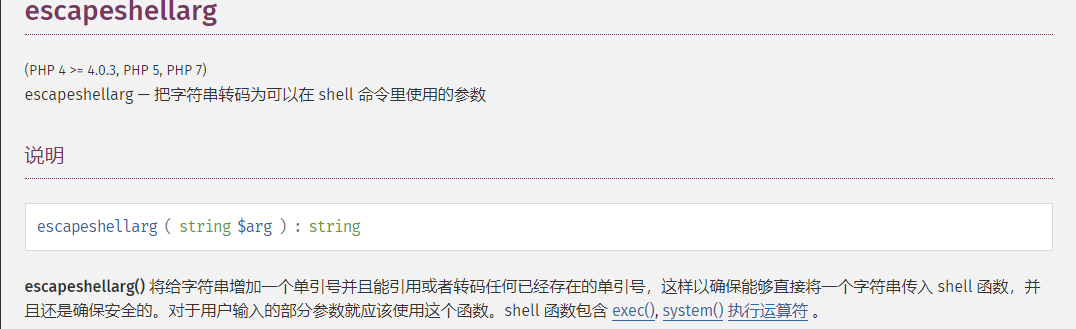 escapeshellarg
(PHP 4 >= 4.0.3, PHP 5, PHP 7)
escapeshellarg — 把字符串转码为可以在 shell 命令里使用的参数
说明
escapeshellarg ( string $arg ) : string
escapeshellarg() 将给字符串增加一个单引号并且能引用或者转码任何已经存在的单引号，这样以确保能够直接将一个字符串传入 shell 函数，并
且还是确保安全的。对于用户输入的部分参数就应该使用这个函数。shell 函数包含 exec(), system() 执行运算符 。